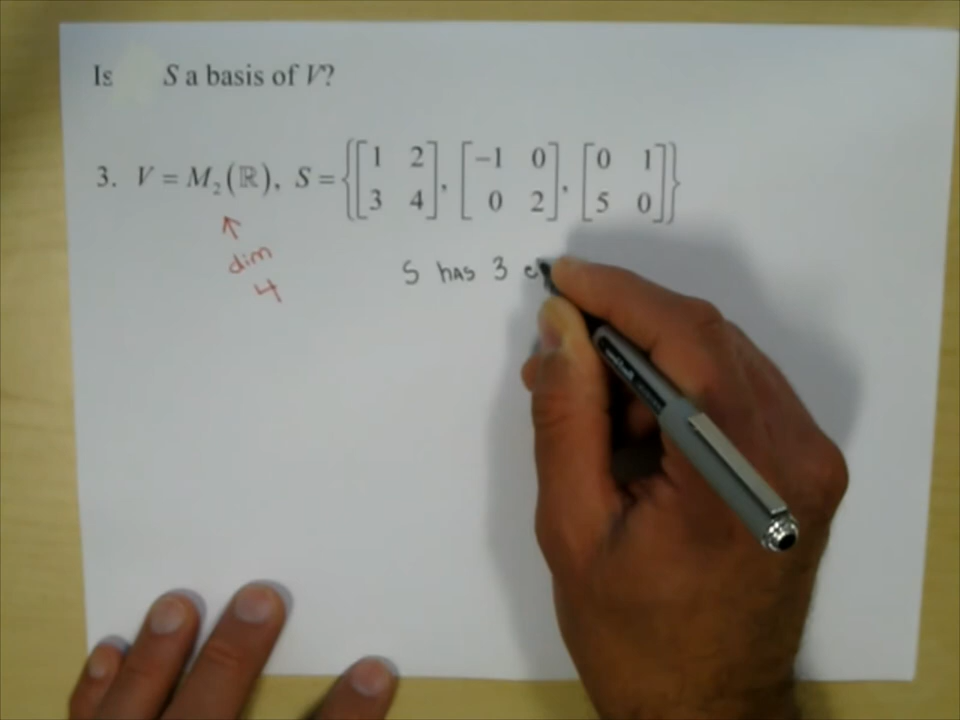 Is S a basis of V?
3. V = M₂(ℝ), S = {[1 2; 3 4], [−1 0; 0 2], [0 1; 5 0]}
↑
dim
4
S HAS 3 e